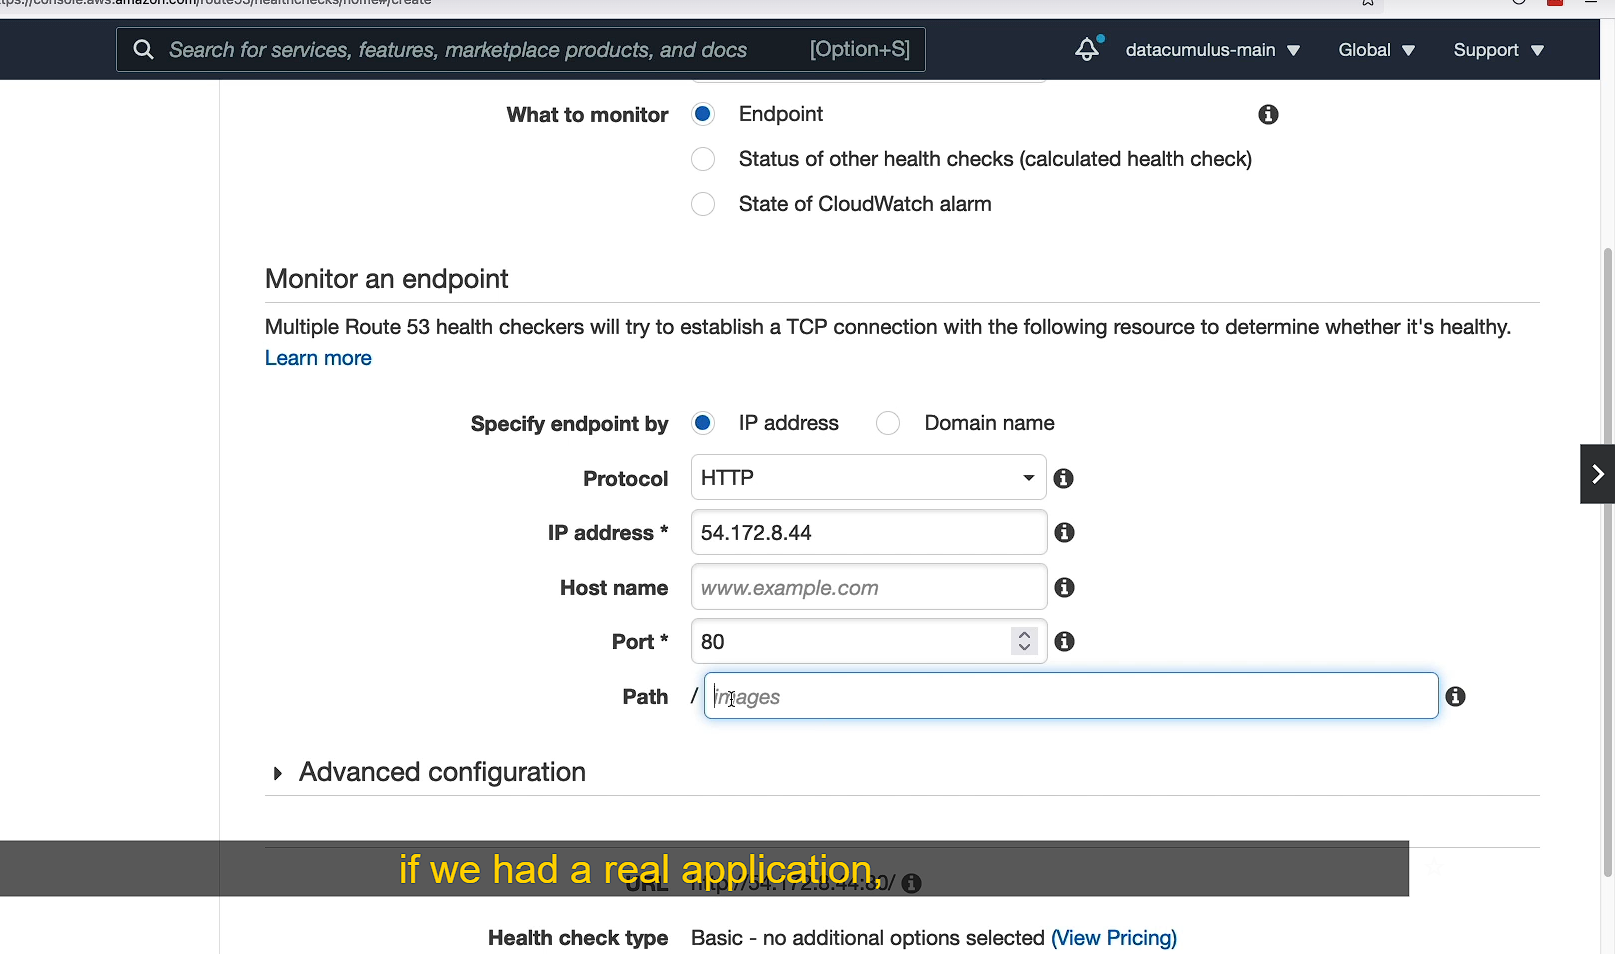 tps://console.aws.amazon.com/route53/healthchecks/home#/create
Search for services, features, marketplace products, and docs [Option+S]
datacumulus-main ▼ Global ▼ Support ▼
What to monitor Endpoint
Status of other health checks (calculated health check)
State of CloudWatch alarm
Monitor an endpoint
Multiple Route 53 health checkers will try to establish a TCP connection with the following resource to determine whether it's healthy.
Learn more
Specify endpoint by IP address Domain name
Protocol HTTP
IP address * 54.172.8.44
Host name www.example.com
Port * 80
Path / images
Advanced configuration
if we had a real application,
URL http://54.172.8.44:80/
Health check type Basic - no additional options selected (View Pricing)